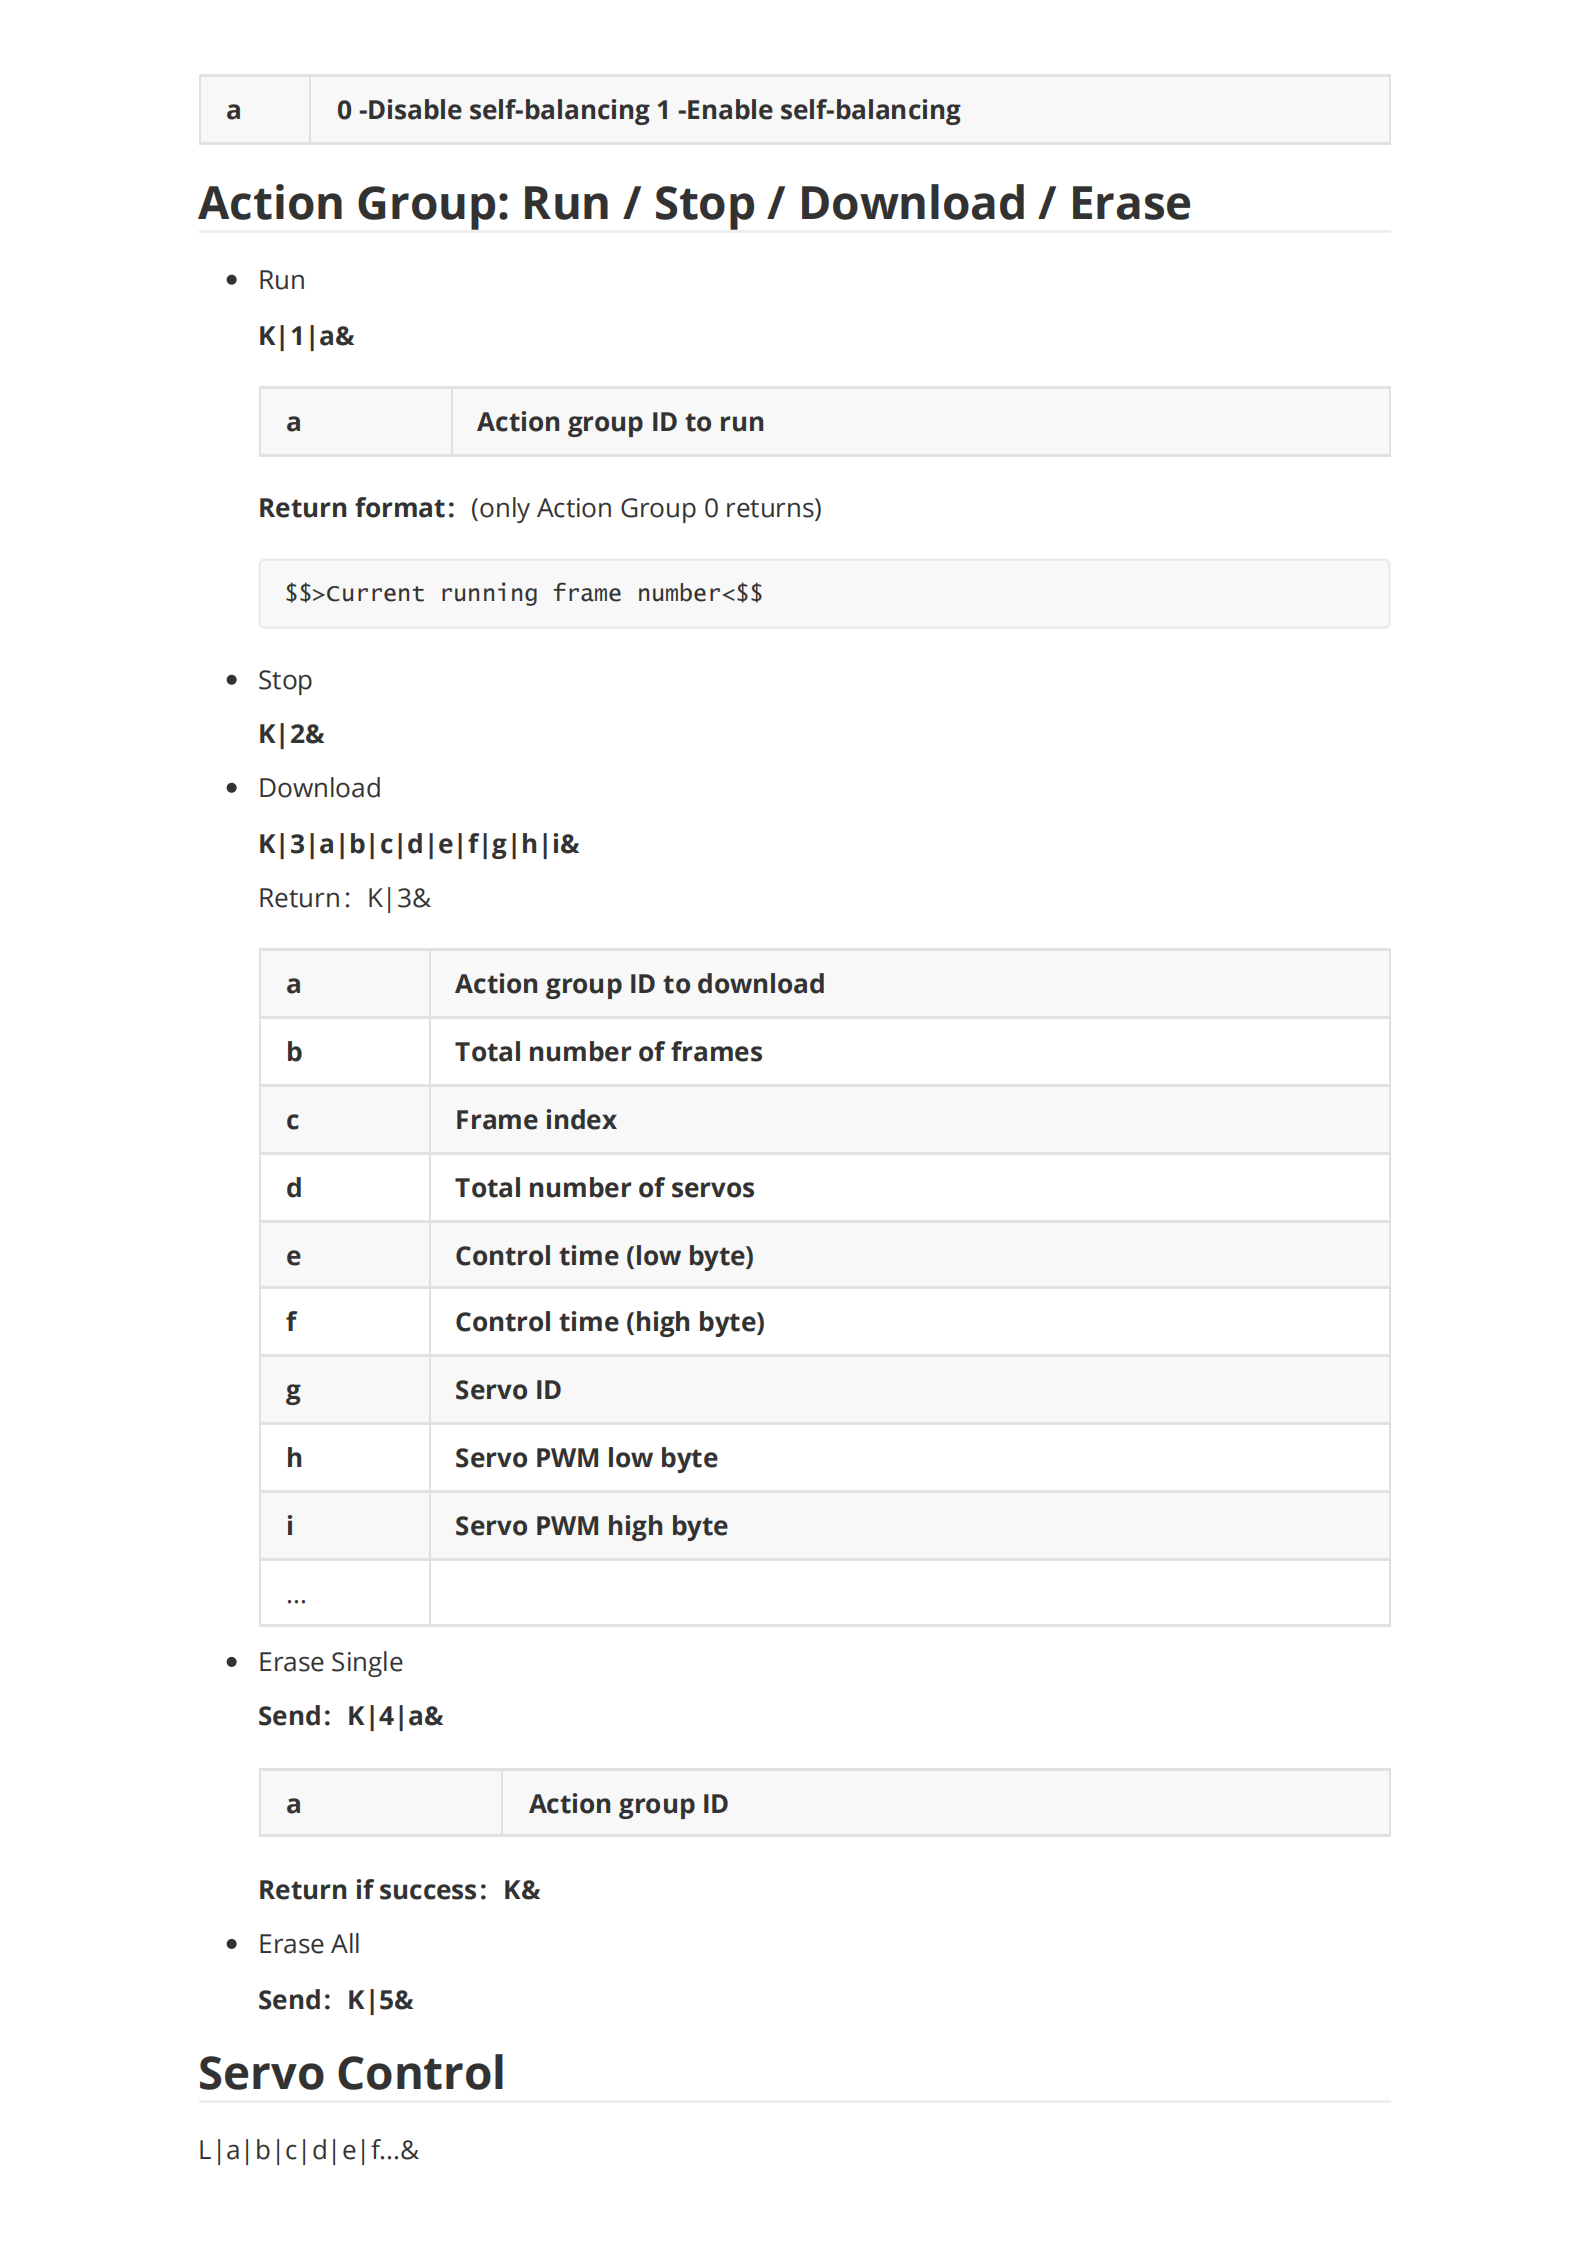 a 0 -Disable self-balancing 1 -Enable self-balancing
Action Group: Run / Stop / Download / Erase
Run
K|1|a&
a Action group ID to run
Return format： (only Action Group 0 returns)
$$>Current running frame number<$$
Stop
K|2&
Download
K|3|a|b|c|d|e|f|g|h|i&
Return：K|3&
a Action group ID to download
b Total number of frames
c Frame index
d Total number of servos
e Control time (low byte)
f Control time (high byte)
g Servo ID
h Servo PWM low byte
i Servo PWM high byte
...
Erase Single
Send：K|4|a&
a Action group ID
Return if success：K&
Erase All
Send：K|5&
Servo Control
L|a|b|c|d|e|f...&